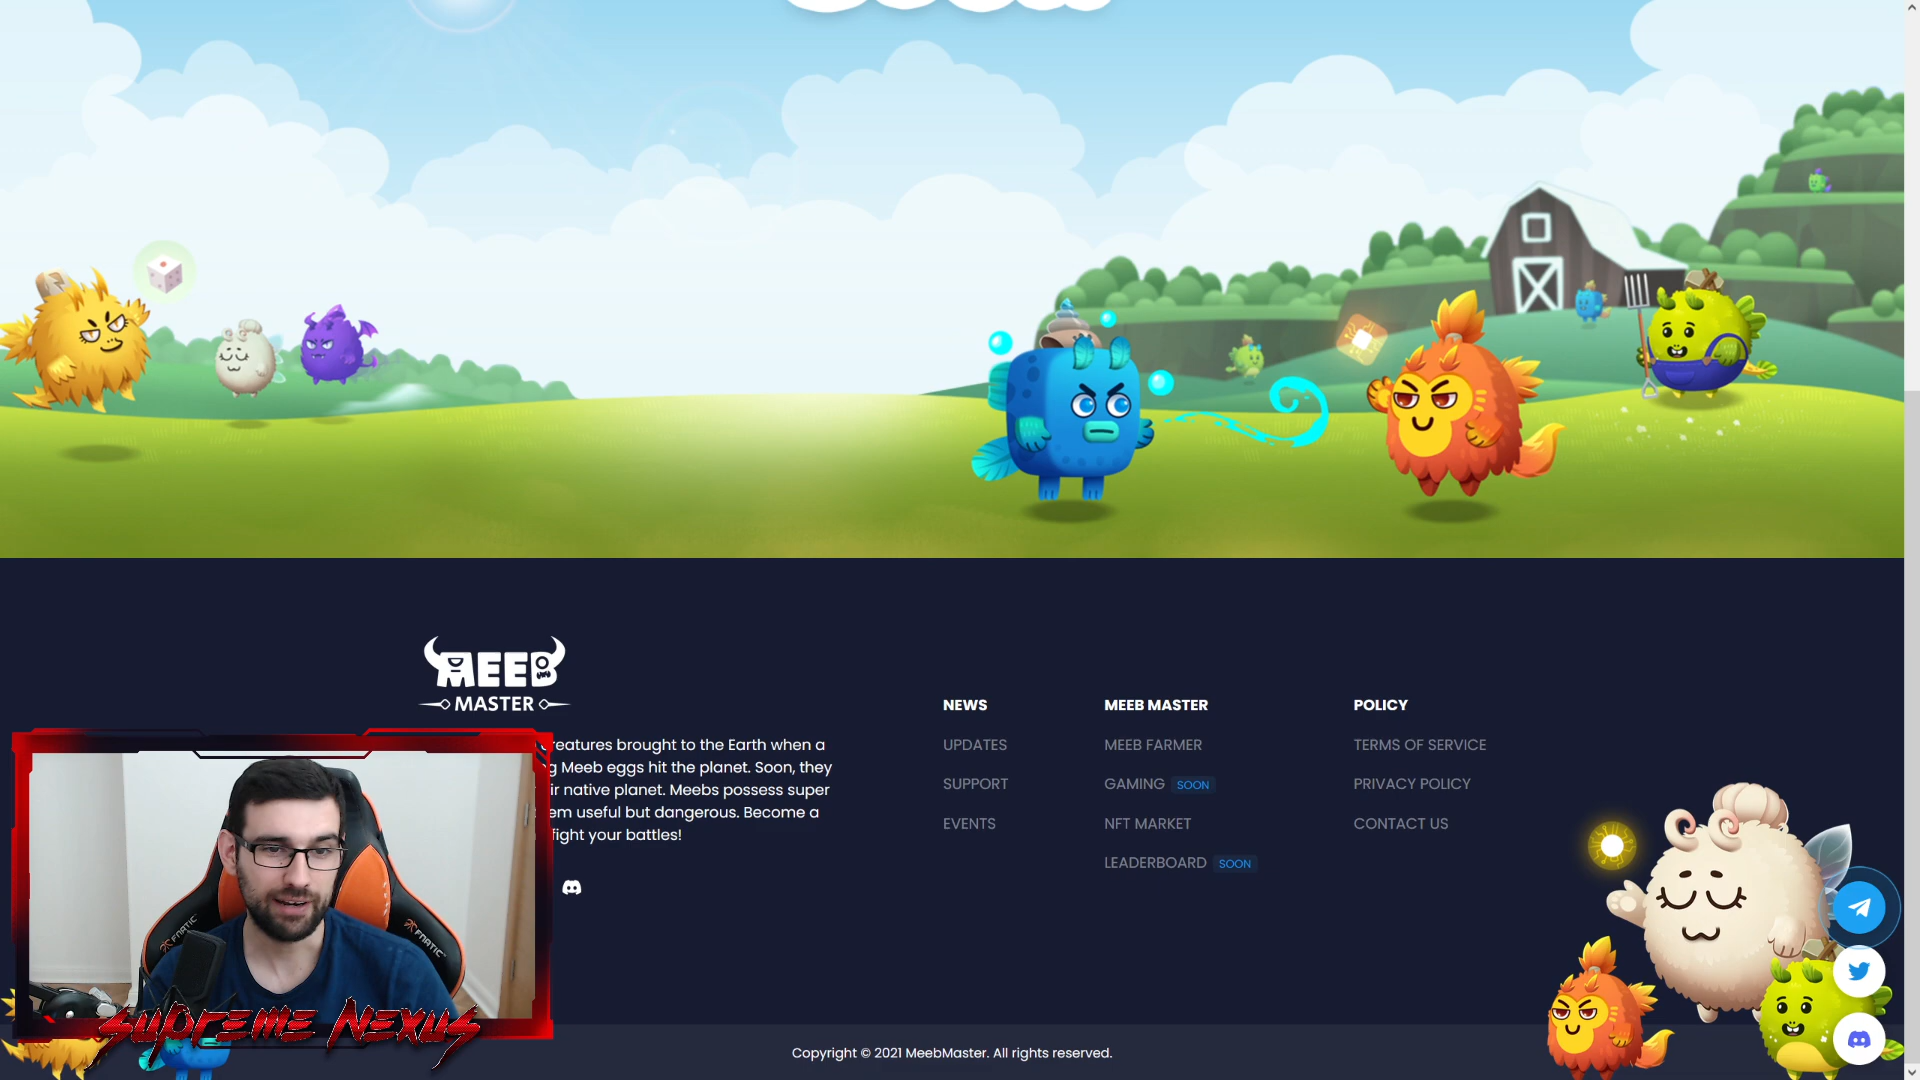 MEEB
MASTER
creatures brought to the Earth when a
g Meeb eggs hit the planet. Soon, they
ir native planet. Meebs possess super
em useful but dangerous. Become a
fight your battles!
NEWS
UPDATES
SUPPORT
EVENTS
MEEB MASTER
MEEB FARMER
GAMING SOON
NFT MARKET
LEADERBOARD SOON
POLICY
TERMS OF SERVICE
PRIVACY POLICY
CONTACT US
FNATIC
FNATIC
SUPREME NEXUS
Copyright © 2021 MeebMaster. All rights reserved.